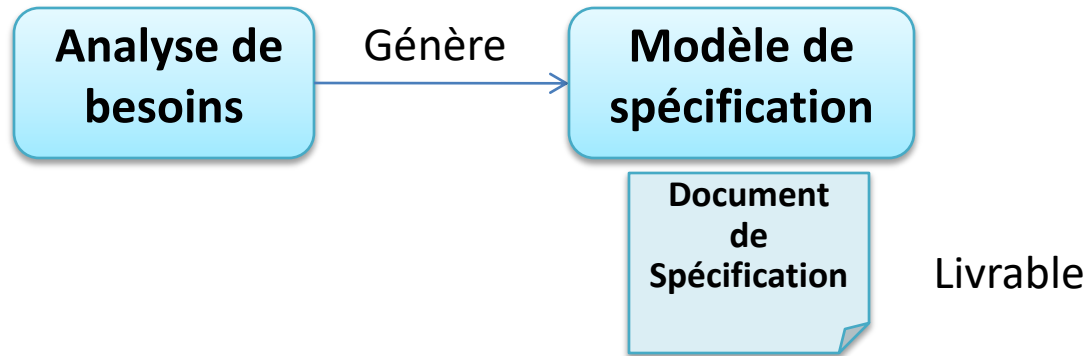 Analyse de
besoins
Génère
Modèle de
spécification
Document
de
Spécification
Livrable